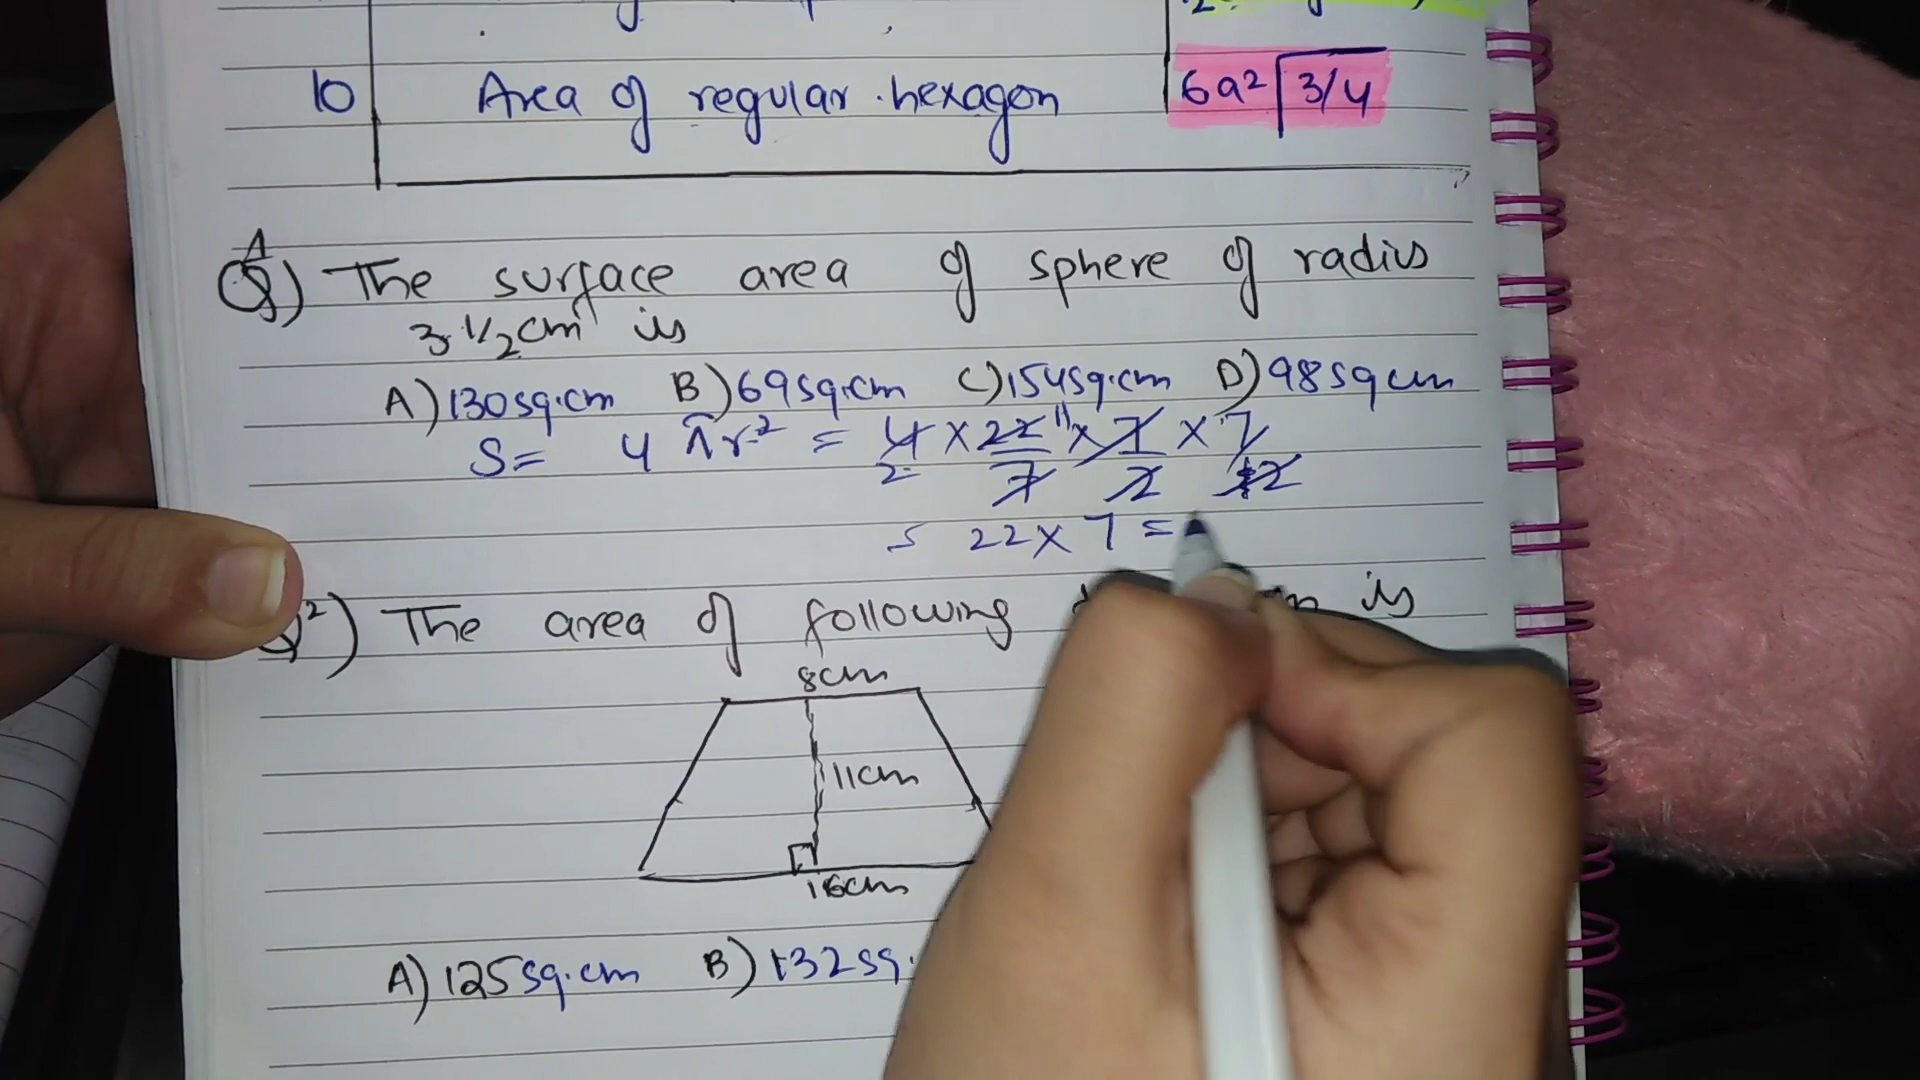 10 Area of regular hexagon 6a²√3/4
Q) The surface area of sphere of radius
3 1/2 cm is
A) 130 sq.cm B) 69 sq.cm C) 154 sq.cm D) 98 sq cm
S = 4πr² = 4 × 22/7 × 7/2 × 7/2
= 22 × 7 =
Q2) The area of following is
8cm
11cm
16cm
A) 125 sq.cm B) 132 sq.